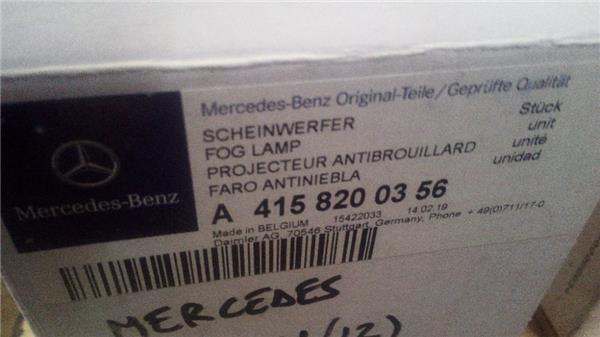 Mercedes-Benz Original-Teile/Geprüfte Qualität
SCHEINWERFER Stück
FOG LAMP unit
PROJECTEUR ANTIBROUILLARD unité
FARO ANTINIEBLA unidad
A 415 820 03 56
Made in BELGIUM 15422033 14.02.19
Daimler AG, 70546 Stuttgart, Germany, Phone +49(0)711/17-0
Mercedes-Benz
MERCEDES